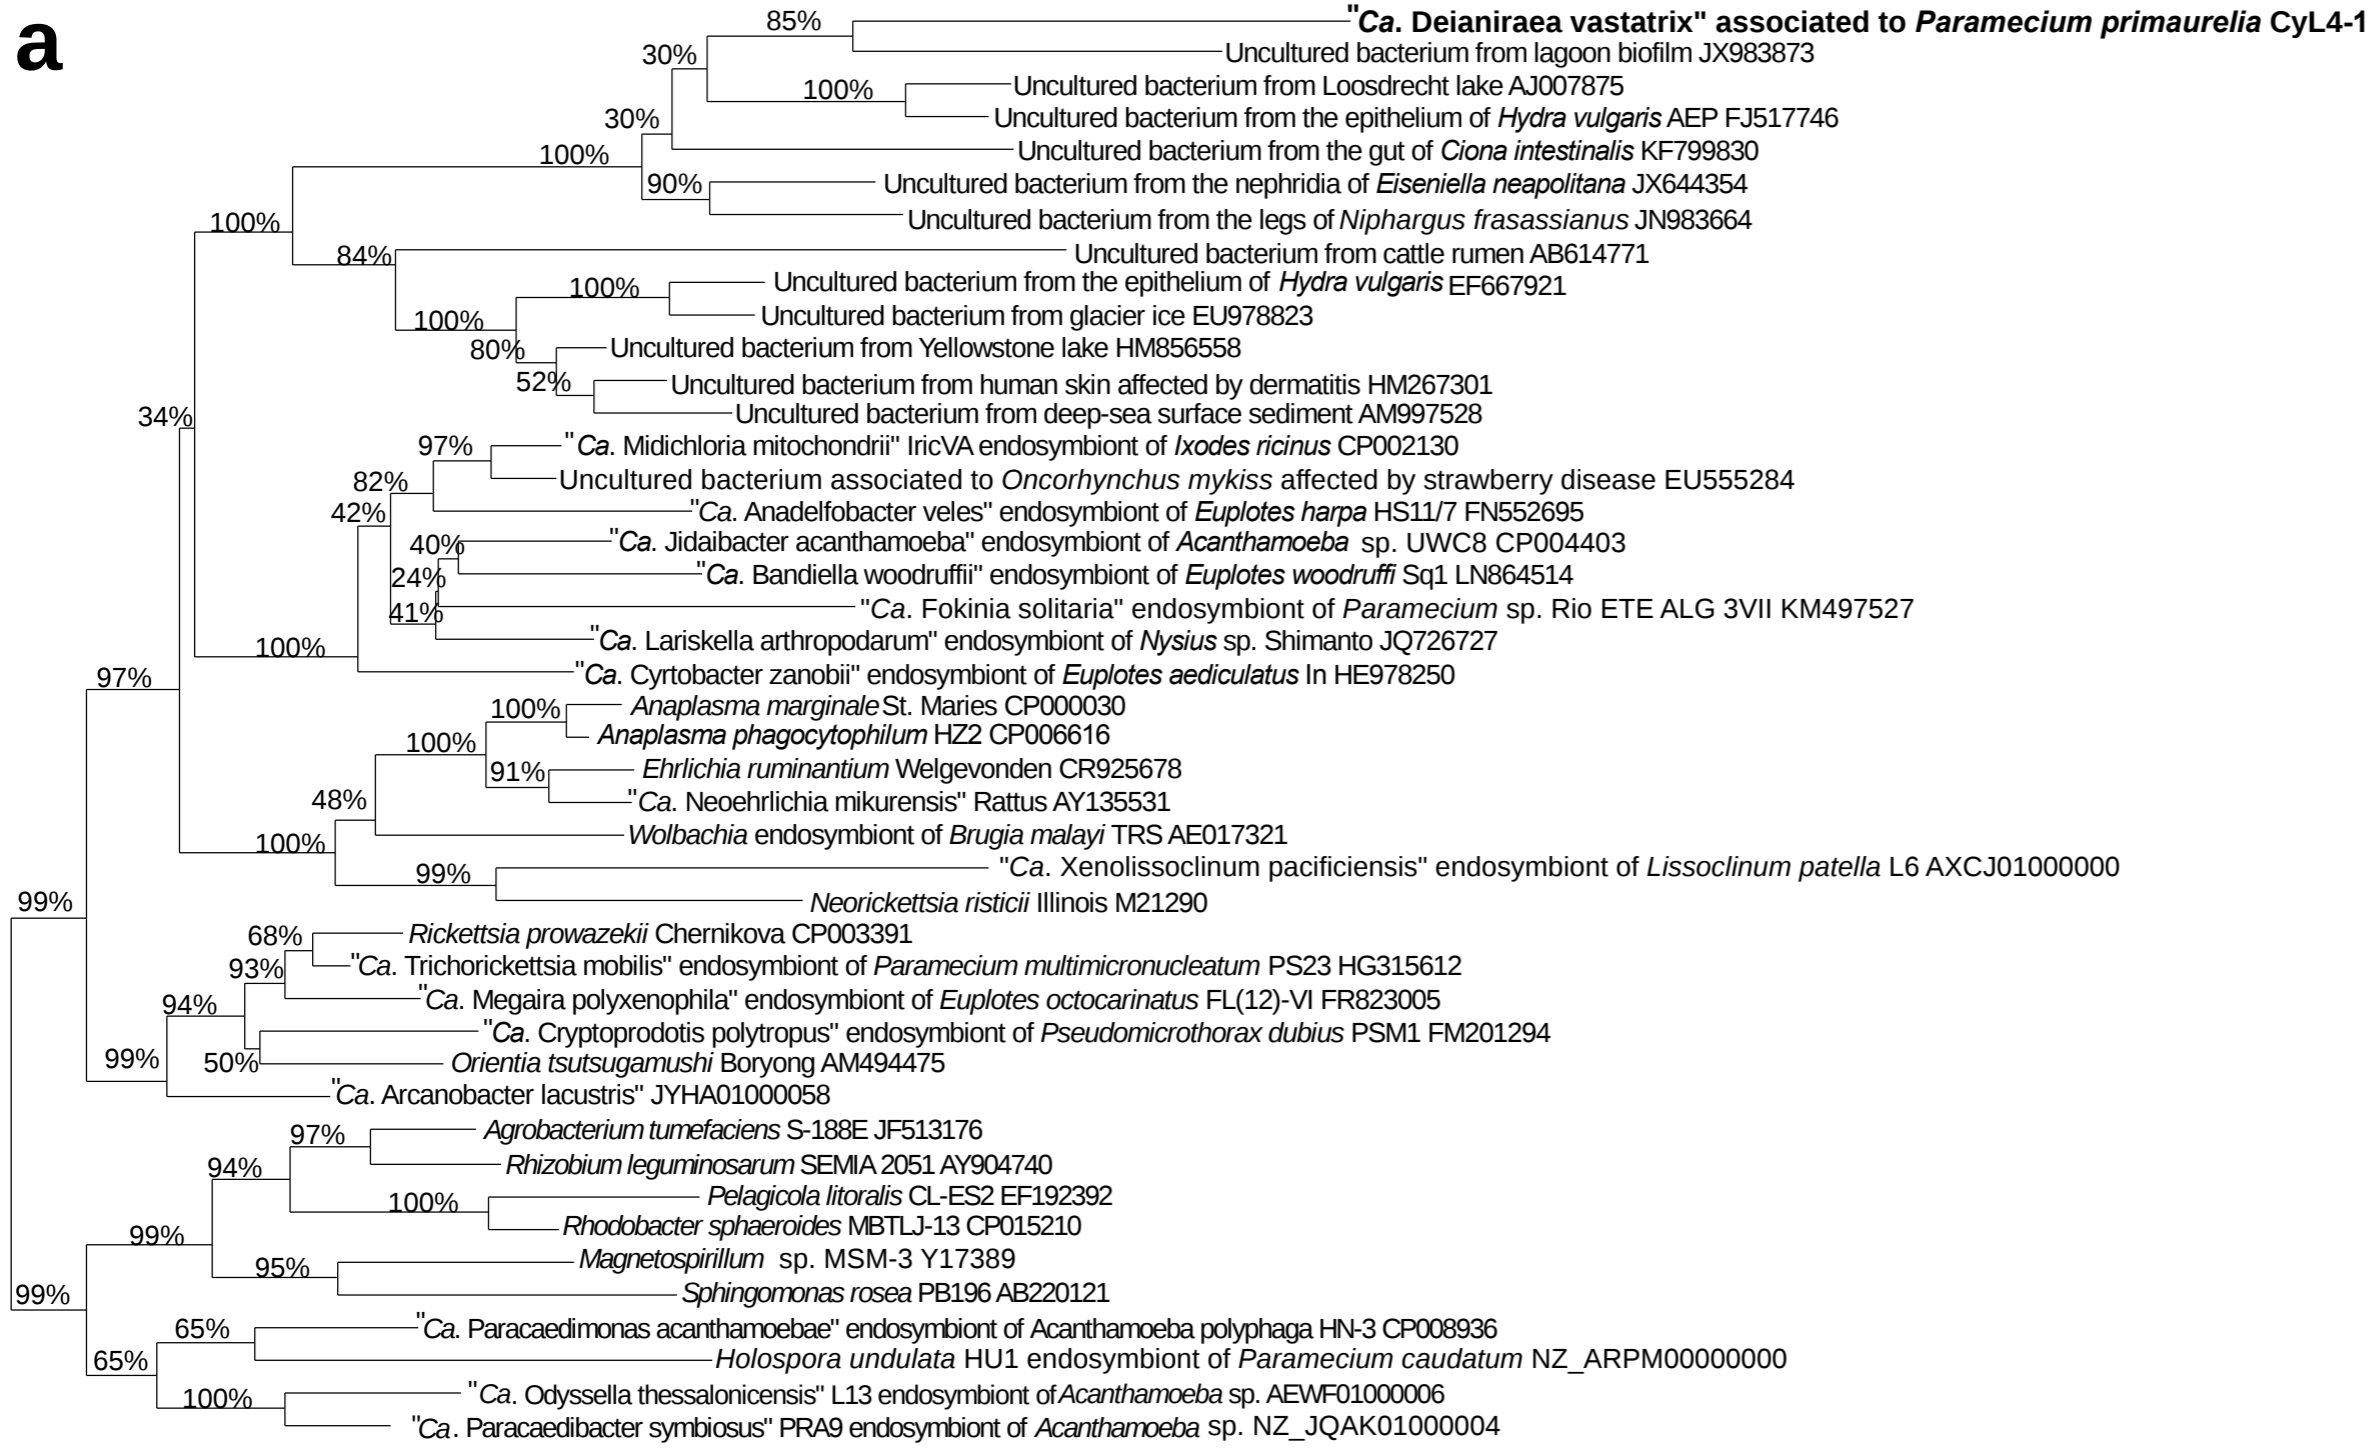 a
85%
"Ca. Deianiraea vastatrix" associated to Paramecium primaurelia CyL4-1
30%
Uncultured bacterium from lagoon biofilm JX983873
100%
Uncultured bacterium from Loosdrecht lake AJ007875
30%
Uncultured bacterium from the epithelium of Hydra vulgaris AEP FJ517746
100%
Uncultured bacterium from the gut of Ciona intestinalis KF799830
90%
Uncultured bacterium from the nephridia of Eiseniella neapolitana JX644354
100%
Uncultured bacterium from the legs of Niphargus frasassianus JN983664
84%
Uncultured bacterium from cattle rumen AB614771
100%
Uncultured bacterium from the epithelium of Hydra vulgaris EF667921
100%
Uncultured bacterium from glacier ice EU978823
80%
Uncultured bacterium from Yellowstone lake HM856558
52%
Uncultured bacterium from human skin affected by dermatitis HM267301
34%
Uncultured bacterium from deep-sea surface sediment AM997528
97%
"Ca. Midichloria mitochondrii" IricVA endosymbiont of Ixodes ricinus CP002130
82%
Uncultured bacterium associated to Oncorhynchus mykiss affected by strawberry disease EU555284
42%
"Ca. Anadelfobacter veles" endosymbiont of Euplotes harpa HS11/7 FN552695
40%
"Ca. Jidaibacter acanthamoeba" endosymbiont of Acanthamoeba sp. UWC8 CP004403
24%
"Ca. Bandiella woodruffii" endosymbiont of Euplotes woodruffi Sq1 LN864514
41%
"Ca. Fokinia solitaria" endosymbiont of Paramecium sp. Rio ETE ALG 3VII KM497527
100%
"Ca. Lariskella arthropodarum" endosymbiont of Nysius sp. Shimanto JQ726727
97%
"Ca. Cyrtobacter zanobii" endosymbiont of Euplotes aediculatus In HE978250
100%
Anaplasma marginale St. Maries CP000030
100%
Anaplasma phagocytophilum HZ2 CP006616
91%
Ehrlichia ruminantium Welgevonden CR925678
48%
"Ca. Neoehrlichia mikurensis" Rattus AY135531
100%
Wolbachia endosymbiont of Brugia malayi TRS AE017321
99%
"Ca. Xenolissoclinum pacificiensis" endosymbiont of Lissoclinum patella L6 AXCJ01000000
99%
Neorickettsia risticii Illinois M21290
68%
Rickettsia prowazekii Chernikova CP003391
93%
"Ca. Trichorickettsia mobilis" endosymbiont of Paramecium multimicronucleatum PS23 HG315612
94%
"Ca. Megaira polyxenophila" endosymbiont of Euplotes octocarinatus FL(12)-VI FR823005
"Ca. Cryptoprodotis polytropus" endosymbiont of Pseudomicrothorax dubius PSM1 FM201294
99%
50%
Orientia tsutsugamushi Boryong AM494475
"Ca. Arcanobacter lacustris" JYHA01000058
97%
Agrobacterium tumefaciens S-188E JF513176
94%
Rhizobium leguminosarum SEMIA 2051 AY904740
100%
Pelagicola litoralis CL-ES2 EF192392
99%
Rhodobacter sphaeroides MBTLJ-13 CP015210
95%
Magnetospirillum sp. MSM-3 Y17389
99%
Sphingomonas rosea PB196 AB220121
65%
"Ca. Paracaedimonas acanthamoebae" endosymbiont of Acanthamoeba polyphaga HN-3 CP008936
65%
Holospora undulata HU1 endosymbiont of Paramecium caudatum NZ_ARPM00000000
100%
"Ca. Odyssella thessalonicensis" L13 endosymbiont of Acanthamoeba sp. AEWF01000006
"Ca. Paracaedibacter symbiosus" PRA9 endosymbiont of Acanthamoeba sp. NZ_JQAK01000004